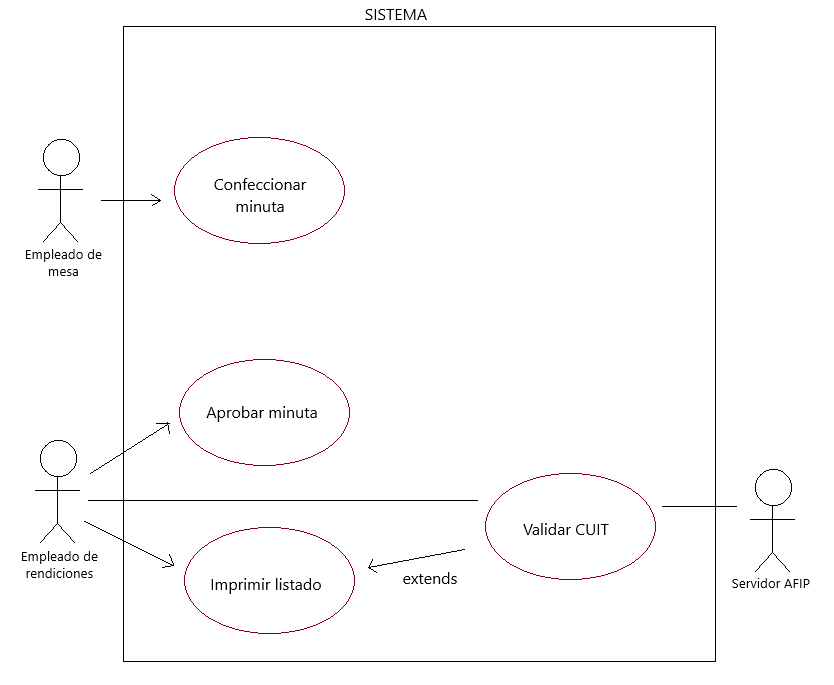 SISTEMA
Confeccionar
minuta
Empleado de
mesa
Aprobar minuta
Empleado de
rendiciones
Imprimir listado
extends
Validar CUIT
Servidor AFIP